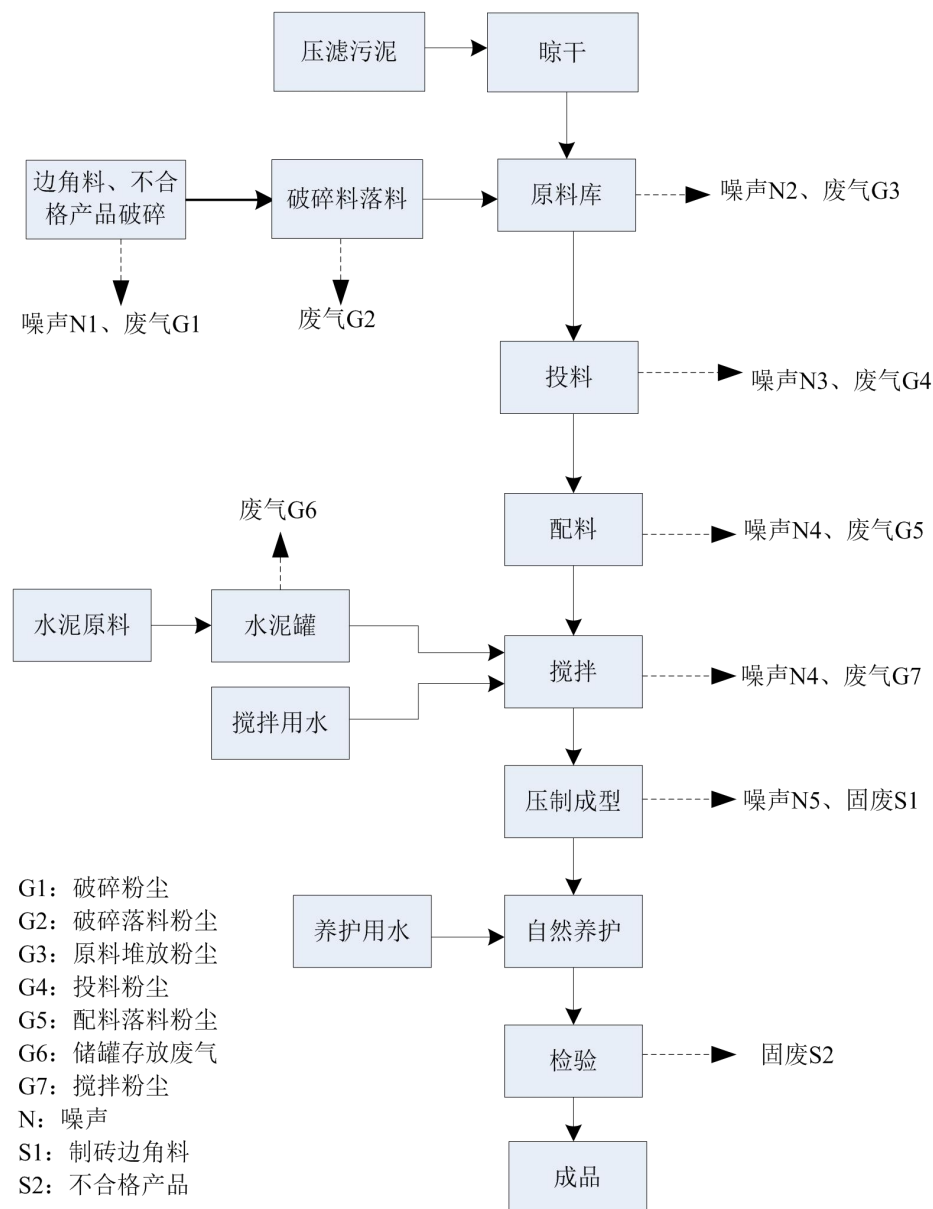 压滤污泥
晾干
边角料、不合
格产品破碎
破碎料落料
原料库
噪声N2、废气G3
噪声N1、废气G1
废气G2
投料
噪声N3、废气G4
废气G6
配料
噪声N4、废气G5
水泥原料
水泥罐
搅拌
噪声N4、废气G7
搅拌用水
压制成型
噪声N5、固废S1
养护用水
自然养护
检验
固废S2
成品
G1：破碎粉尘
G2：破碎落料粉尘
G3：原料堆放粉尘
G4：投料粉尘
G5：配料落料粉尘
G6：储罐存放废气
G7：搅拌粉尘
N：噪声
S1：制砖边角料
S2：不合格产品